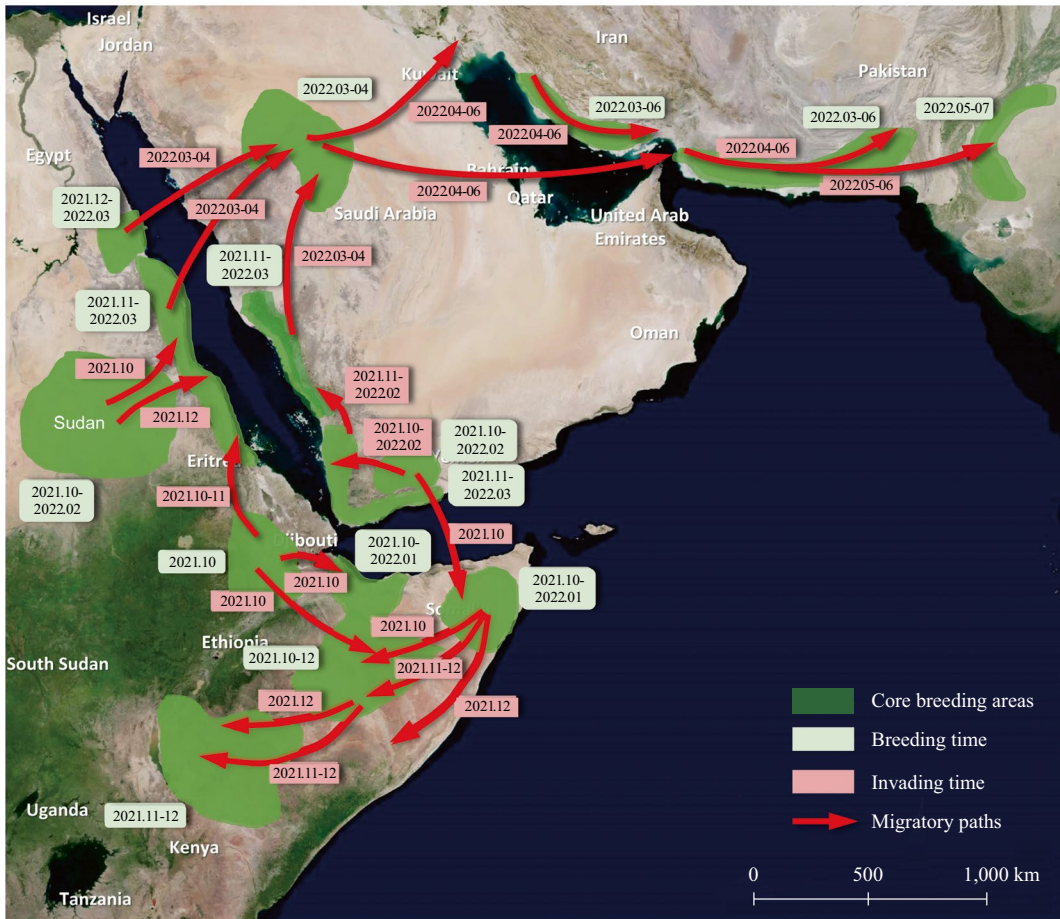 Israel
Jordan
Iran
Kuwait
Pakistan
2022.03-04
2022.04-06
2022.03-06
2022.03-06
2022.05-07
2022.04-06
2022.04-06
Egypt
2022.03-04
Bahrain
2022.04-06
Qatar
2022.05-06
2021.12-
2022.03
2022.03-04
Saudi Arabia
United Arab
Emirates
2021.11-
2022.03
2022.03-04
2021.11-
2022.03
Oman
2021.10
2021.11-
2022.02
Sudan
2021.12
2021.10-
2022.02
2021.10-
2022.02
Eritrea
2021.11-
2022.03
2021.10-
2022.02
2021.10-11
2021.10
Djibouti
2021.10-
2022.01
2021.10
2021.10
2021.10-
2022.01
2021.10
2021.10
Ethiopia
2021.10-12
South Sudan
2021.11-12
2021.12
2021.12
2021.11-12
Uganda
2021.11-12
Kenya
Tanzania
Core breeding areas
Breeding time
Invading time
Migratory paths
0 500 1,000 km